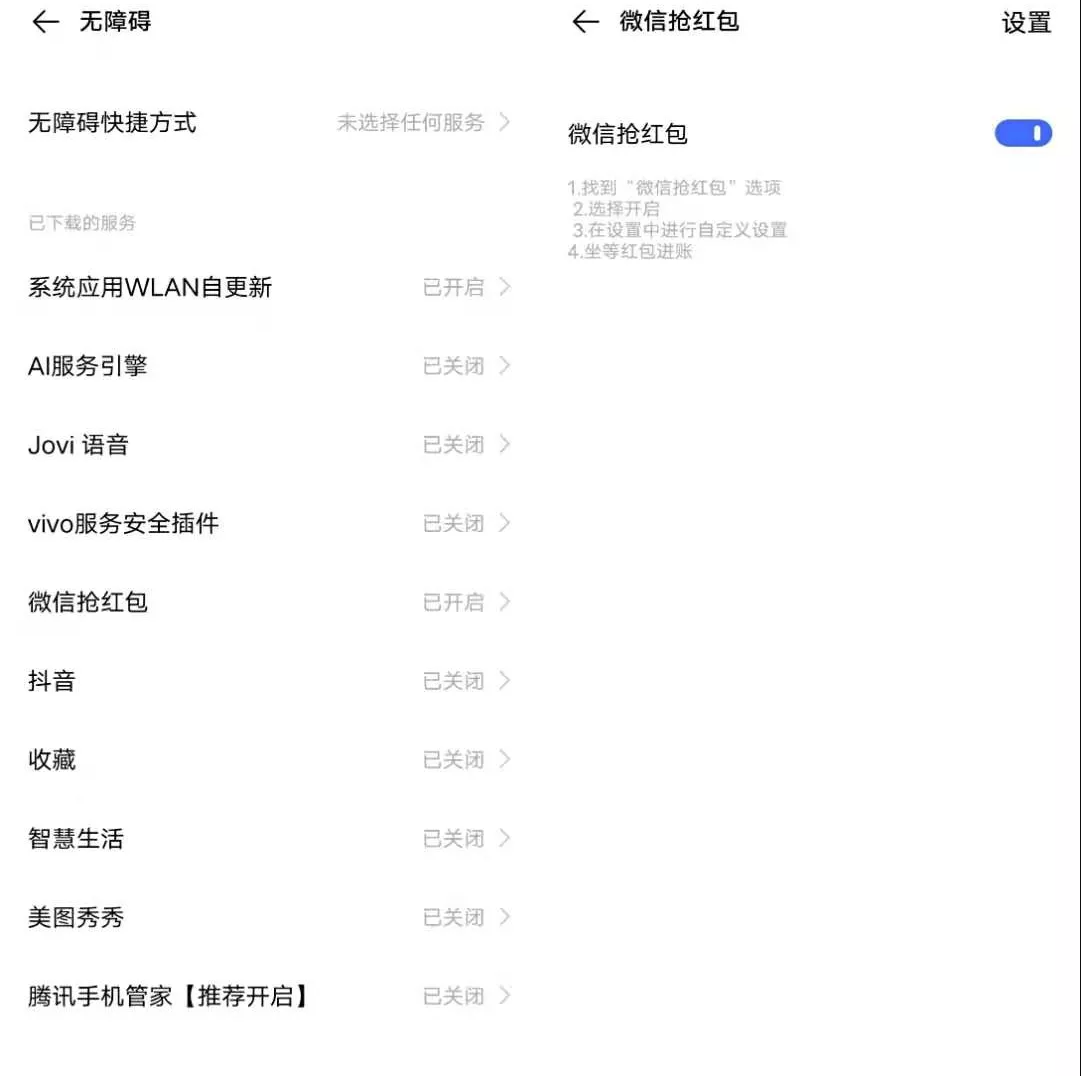 无障碍
无障碍快捷方式 未选择任何服务
已下载的服务
系统应用WLAN自更新 已开启
AI服务引擎 已关闭
Jovi 语音 已关闭
vivo服务安全插件 已关闭
微信抢红包 已开启
抖音 已关闭
收藏 已关闭
智慧生活 已关闭
美图秀秀 已关闭
腾讯手机管家【推荐开启】 已关闭
微信抢红包 设置
微信抢红包
1.找到“微信抢红包”选项
2.选择开启
3.在设置中进行自定义设置
4.坐等红包进账